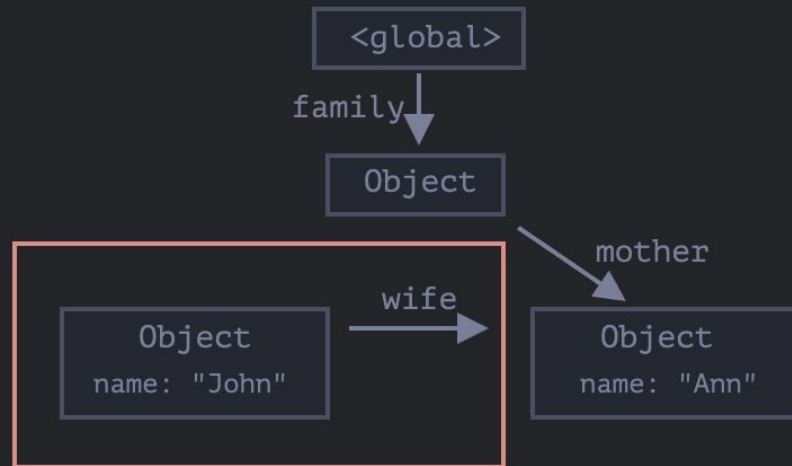 <global>
family
Object
mother
wife
Object
name: "John"
Object
name: "Ann"